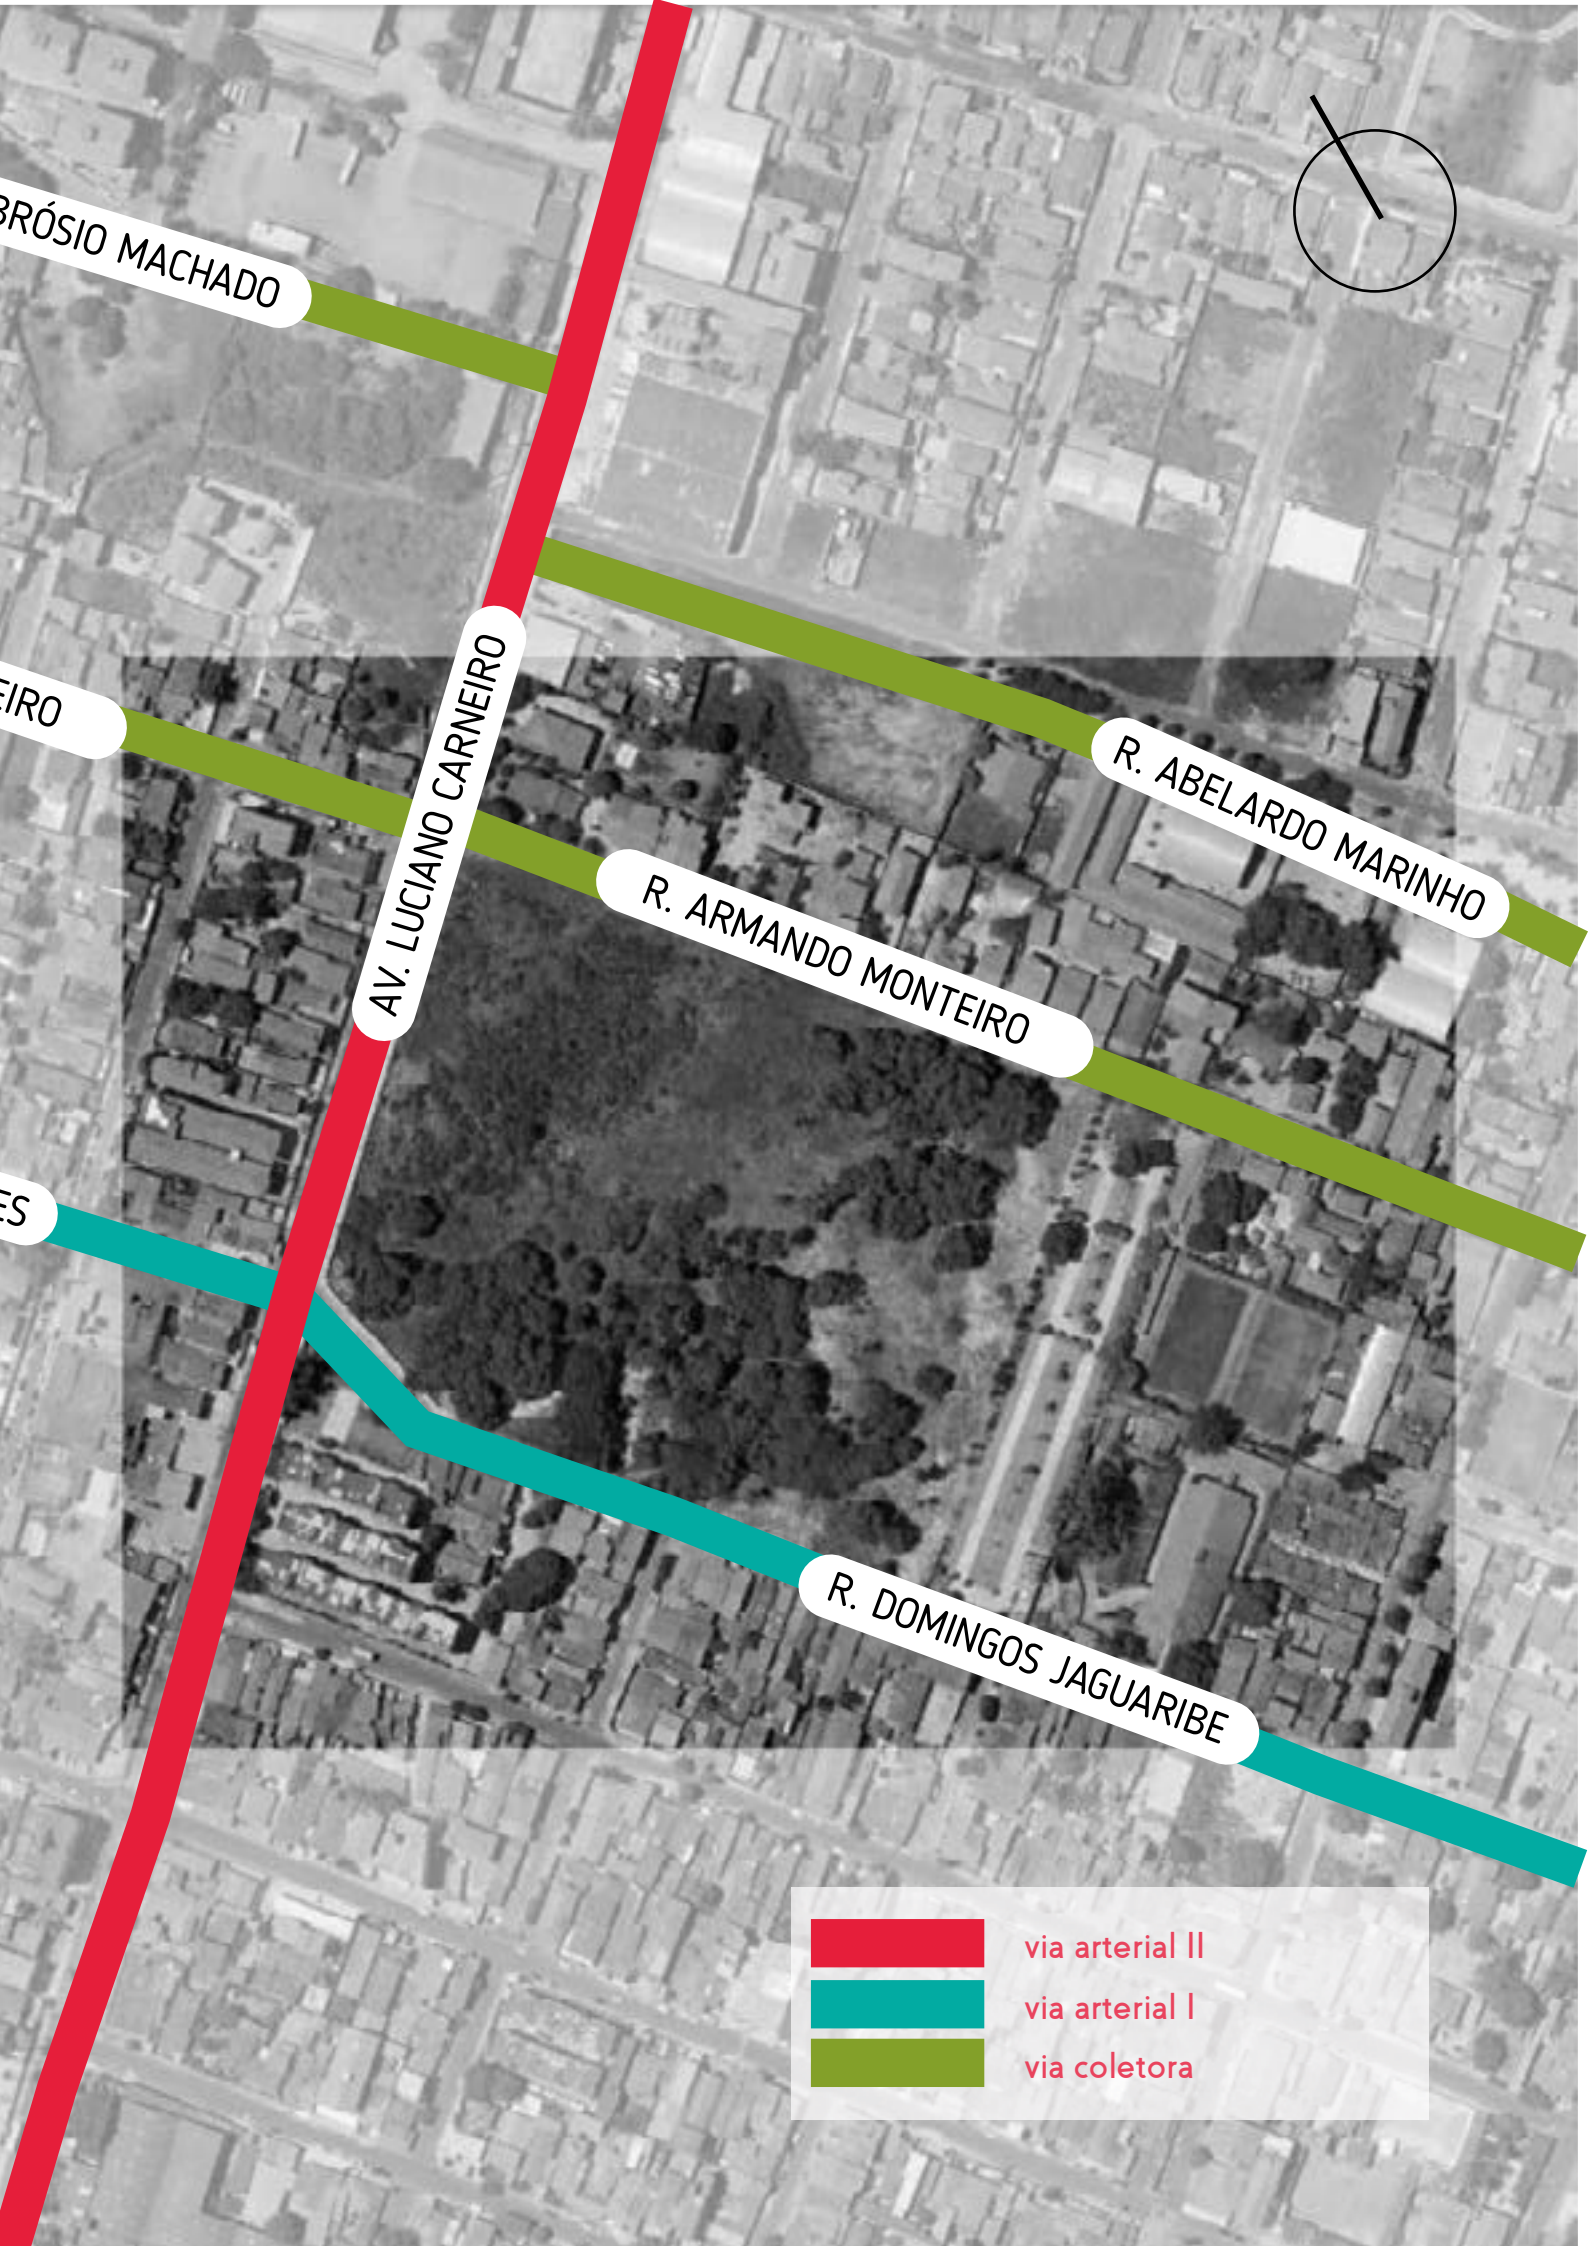 BRÓSIO MACHADO
EIRO
AV. LUCIANO CARNEIRO
R. ABELARDO MARINHO
R. ARMANDO MONTEIRO
ES
R. DOMINGOS JAGUARIBE
via arterial II
via arterial I
via coletora